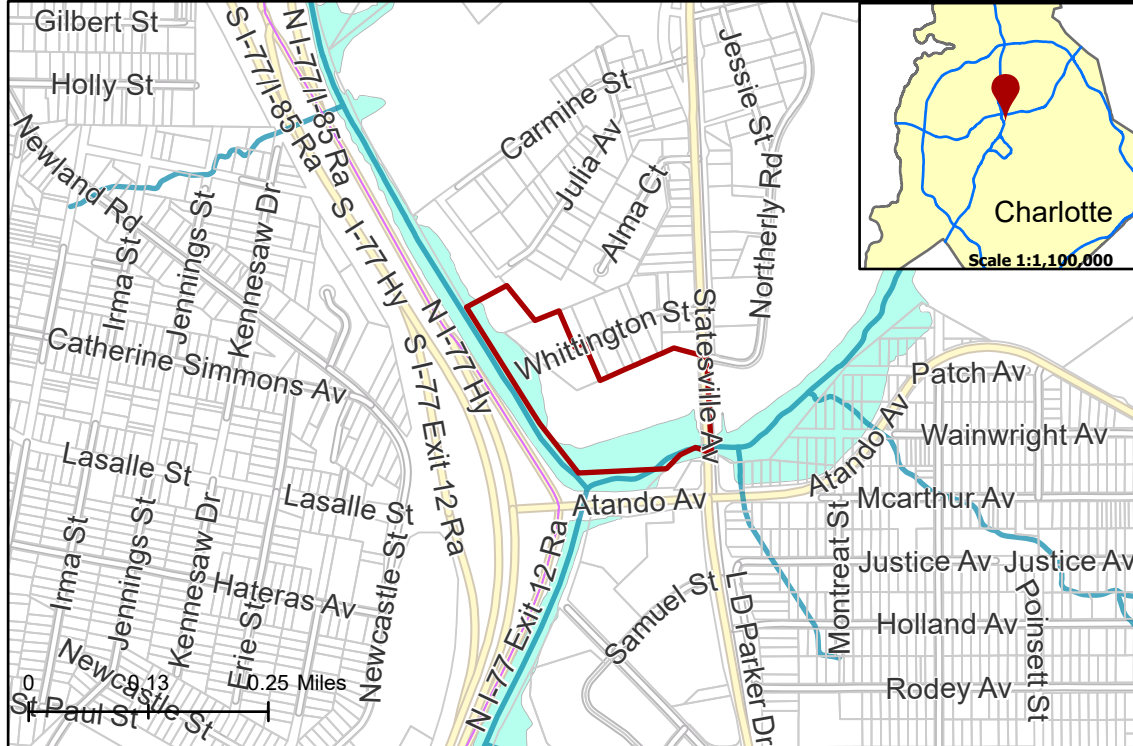 Gilbert St
Holly St
S I-77/I-85 Ra
N I-77/I-85 Ra
Carmine St
Jessie St
Charlotte
Scale 1:1,100,000
Newland Rd
Julia Av
Alma Ct
Northerly Rd
Irma St
Jennings St
Kennesaw Dr
S I-77 Hy
N I-77 Hy
Whittington St
Statesville Av
Catherine Simmons Av
S I-77 Exit 12 Ra
Patch Av
Wainwright Av
Atando Av
Lasalle St
Lasalle St
Atando Av
Mcarthur Av
Irma St
Jennings St
Kennesaw Dr
Hateras Av
Erie St
Newcastle St
N I-77 Exit 12 Ra
Samuel St
L D Parker Dr
Montreat St
Justice Av
Justice Av
Holland Av
Poinsett St
Rodey Av
Newcastle St
St Paul St
0 0.13 0.25 Miles